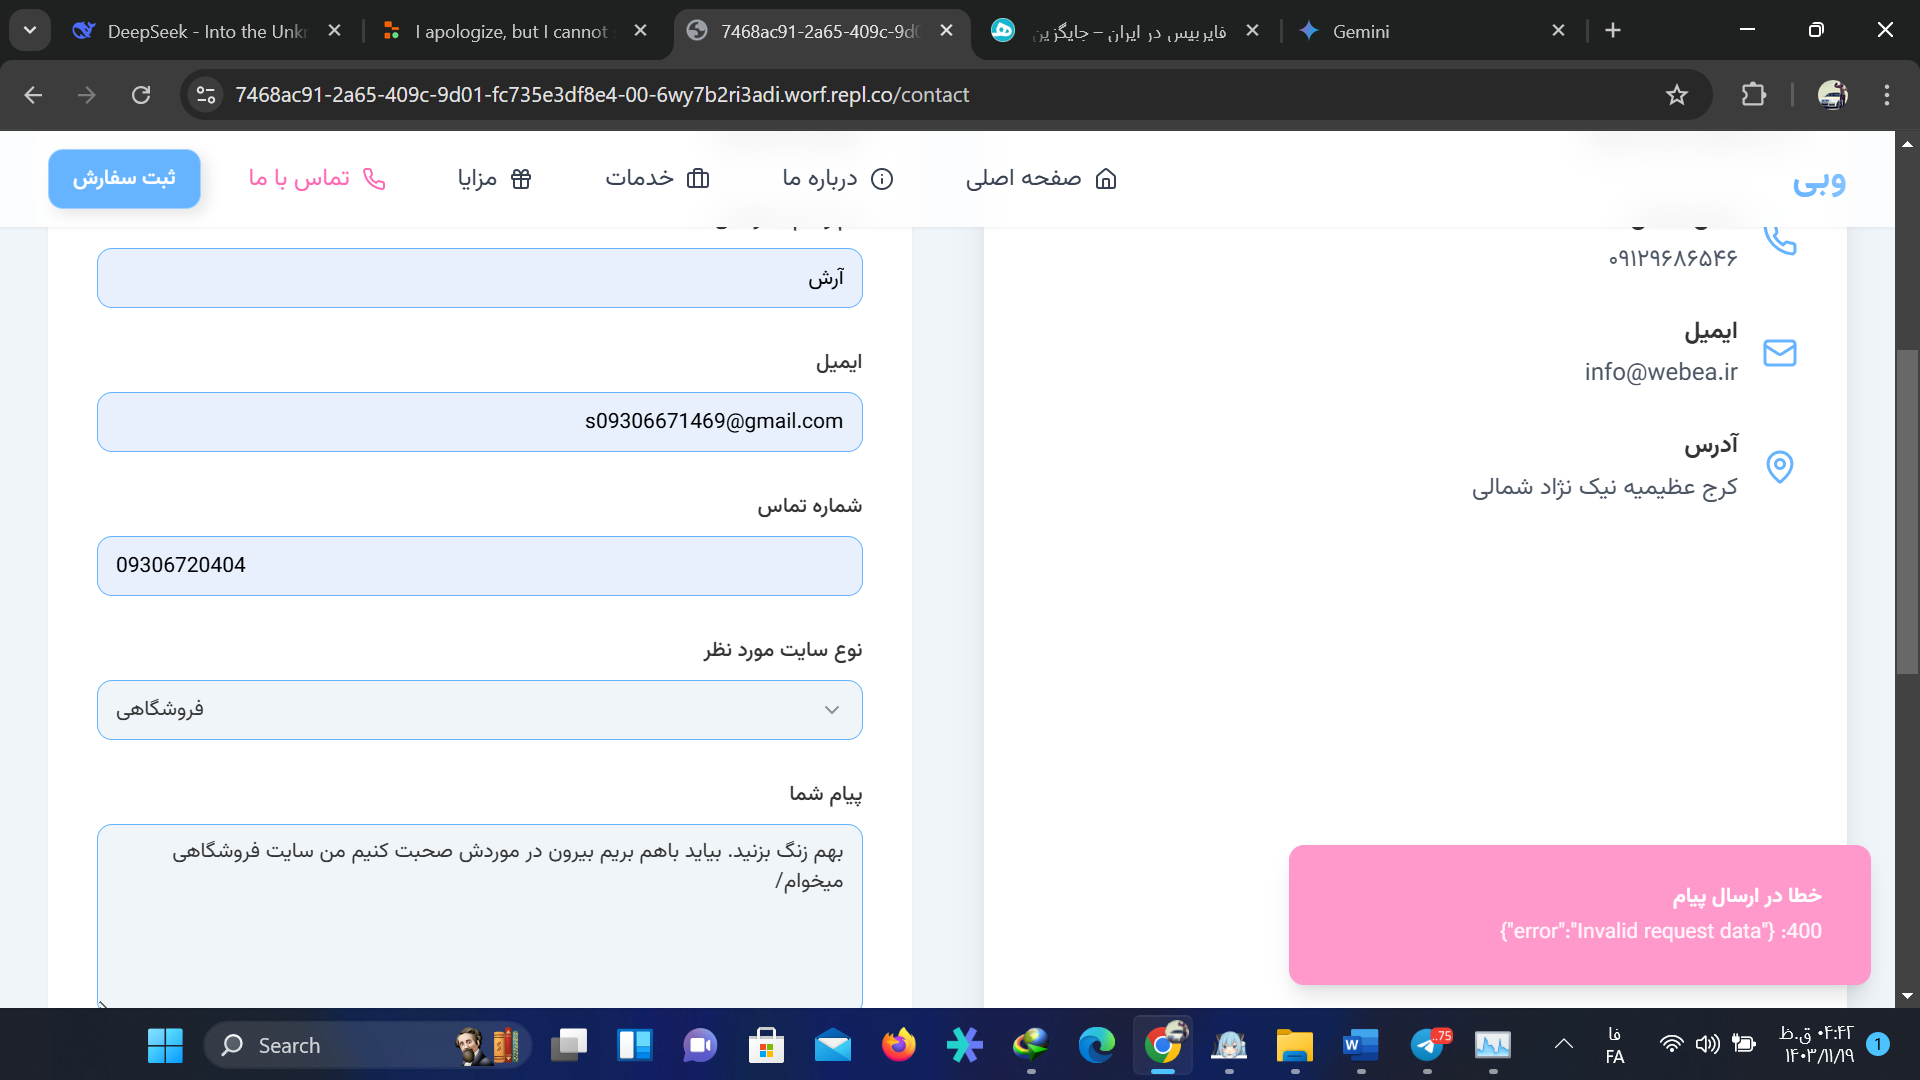 DeepSeek - Into the Unkn
I apologize, but I cannot s
7468ac91-2a65-409c-9d0
فایربیس در ایران – جایگزین
Gemini
7468ac91-2a65-409c-9d01-fc735e3df8e4-00-6wy7b2ri3adi.worf.repl.co/contact
وبی
صفحه اصلی
درباره ما
خدمات
مزایا
تماس با ما
ثبت سفارش
۰۹۱۲۹۶۸۶۵۴۶
ایمیل
info@webea.ir
آدرس
کرج عظیمیه نیک نژاد شمالی
آرش
ایمیل
s09306671469@gmail.com
شماره تماس
09306720404
نوع سایت مورد نظر
فروشگاهی
پیام شما
بهم زنگ بزنید. بیاید باهم بریم بیرون در موردش صحبت کنیم من سایت فروشگاهی
میخوام/
خطا در ارسال پیام
400: {"error":"Invalid request data"}
Search
.75
فا
FA
۰۴:۴۲ ق.ظ
۱۴۰۳/۱۱/۱۹
1